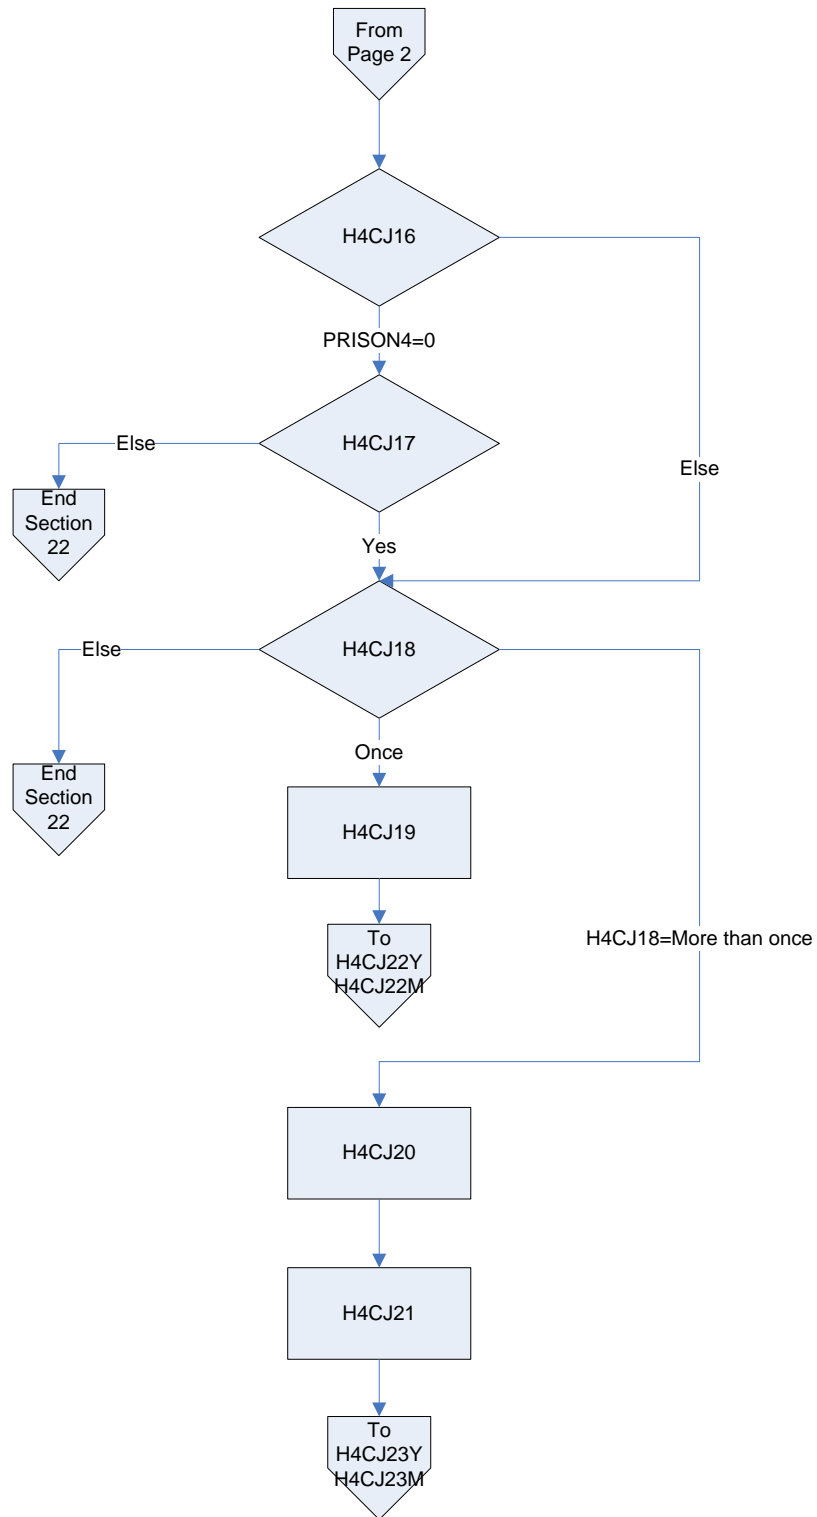 From
Page 2
H4CJ16
PRISON4=0
H4CJ17
Else
Else
End
Section
22
Yes
H4CJ18
Else
Once
End
Section
22
H4CJ19
To
H4CJ22Y
H4CJ22M
H4CJ18=More than once
H4CJ20
H4CJ21
To
H4CJ23Y
H4CJ23M